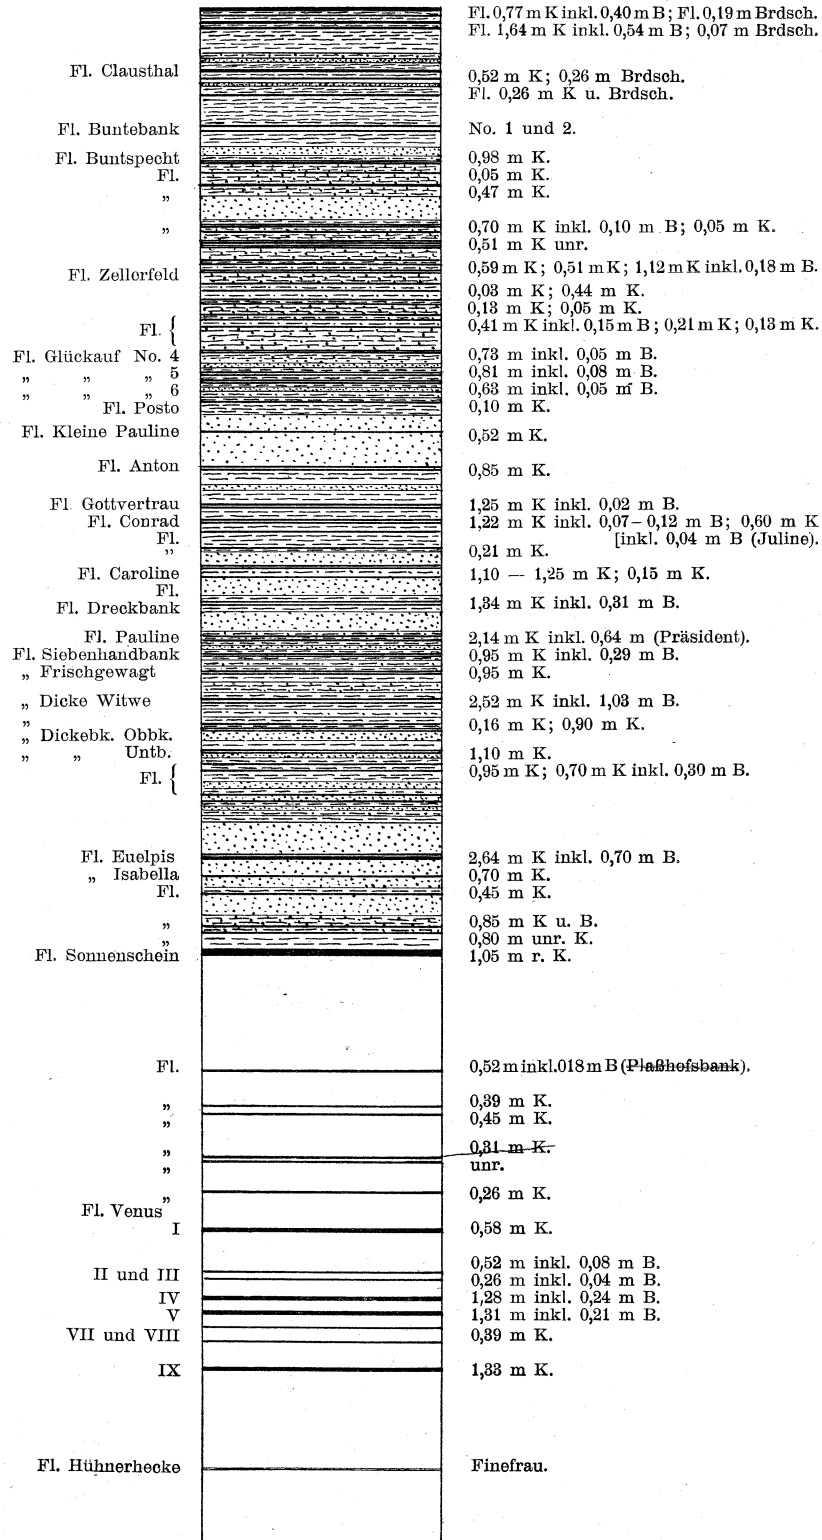 Fl. 0,77 m K inkl. 0,40 m B; Fl. 0,19 m Brdsch.
Fl. 1,64 m K inkl. 0,54 m B; 0,07 m Brdsch.
Fl. Clausthal 0,52 m K; 0,26 m Brdsch.
Fl. 0,26 m K u. Brdsch.
Fl. Buntebank No. 1 und 2.
Fl. Buntspecht 0,98 m K.
Fl. 0,05 m K.
„ 0,47 m K.
„ 0,70 m K inkl. 0,10 m B; 0,05 m K.
0,51 m K unr.
Fl. Zellerfeld 0,59 m K; 0,51 m K; 1,12 m K inkl. 0,18 m B.
0,03 m K; 0,44 m K.
0,13 m K; 0,05 m K.
Fl. { 0,41 m K inkl. 0,15 m B; 0,21 m K; 0,13 m K.
Fl. Glückauf No. 4 0,73 m inkl. 0,05 m B.
„ „ „ 5 0,81 m inkl. 0,08 m B.
„ „ „ 6 0,63 m inkl. 0,05 m B.
Fl. Posto 0,10 m K.
Fl. Kleine Pauline 0,52 m K.
Fl. Anton 0,85 m K.
Fl. Gottvertrau 1,25 m K inkl. 0,02 m B.
Fl. Conrad 1,22 m K inkl. 0,07 – 0,12 m B; 0,60 m K
Fl. [inkl. 0,04 m B (Juline).
„ 0,21 m K.
Fl. Caroline 1,10 — 1,25 m K; 0,15 m K.
Fl.
Fl. Dreckbank 1,34 m K inkl. 0,31 m B.
Fl. Pauline 2,14 m K inkl. 0,64 m (Präsident).
Fl. Siebenhandbank 0,95 m K inkl. 0,29 m B.
„ Frischgewagt 0,95 m K.
„ Dicke Witwe 2,52 m K inkl. 1,03 m B.
„ 0,16 m K; 0,90 m K.
„ Dickebk. Obbk.
„ „ Untb. 1,10 m K.
Fl. { 0,95 m K; 0,70 m K inkl. 0,30 m B.
Fl. Euelpis 2,64 m K inkl. 0,70 m B.
„ Isabella 0,70 m K.
Fl. 0,45 m K.
„ 0,85 m K u. B.
„ 0,80 m unr. K.
Fl. Sonnenschein 1,05 m r. K.
Fl. 0,52 m inkl. 018 m B (Plaßhofsbank).
„ 0,39 m K.
„ 0,45 m K.
„ 0,31 m K.
„ unr.
„ 0,26 m K.
Fl. Venus
I 0,58 m K.
II und III 0,52 m inkl. 0,08 m B.
0,26 m inkl. 0,04 m B.
IV 1,28 m inkl. 0,24 m B.
V 1,31 m inkl. 0,21 m B.
VII und VIII 0,39 m K.
IX 1,33 m K.
Fl. Hühnerhecke Finefrau.